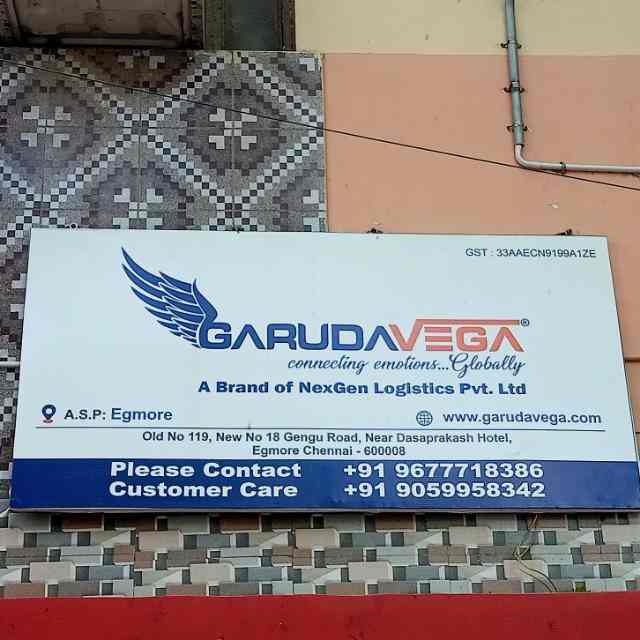 GST : 33AAECN9199A1ZE
GARUDAVEGA®
connecting emotions...Globally
A Brand of NexGen Logistics Pvt. Ltd
A.S.P: Egmore
www.garudavega.com
Old No 119, New No 18 Gengu Road, Near Dasaprakash Hotel,
Egmore Chennai - 600008
Please Contact +91 9677718386
Customer Care +91 9059958342